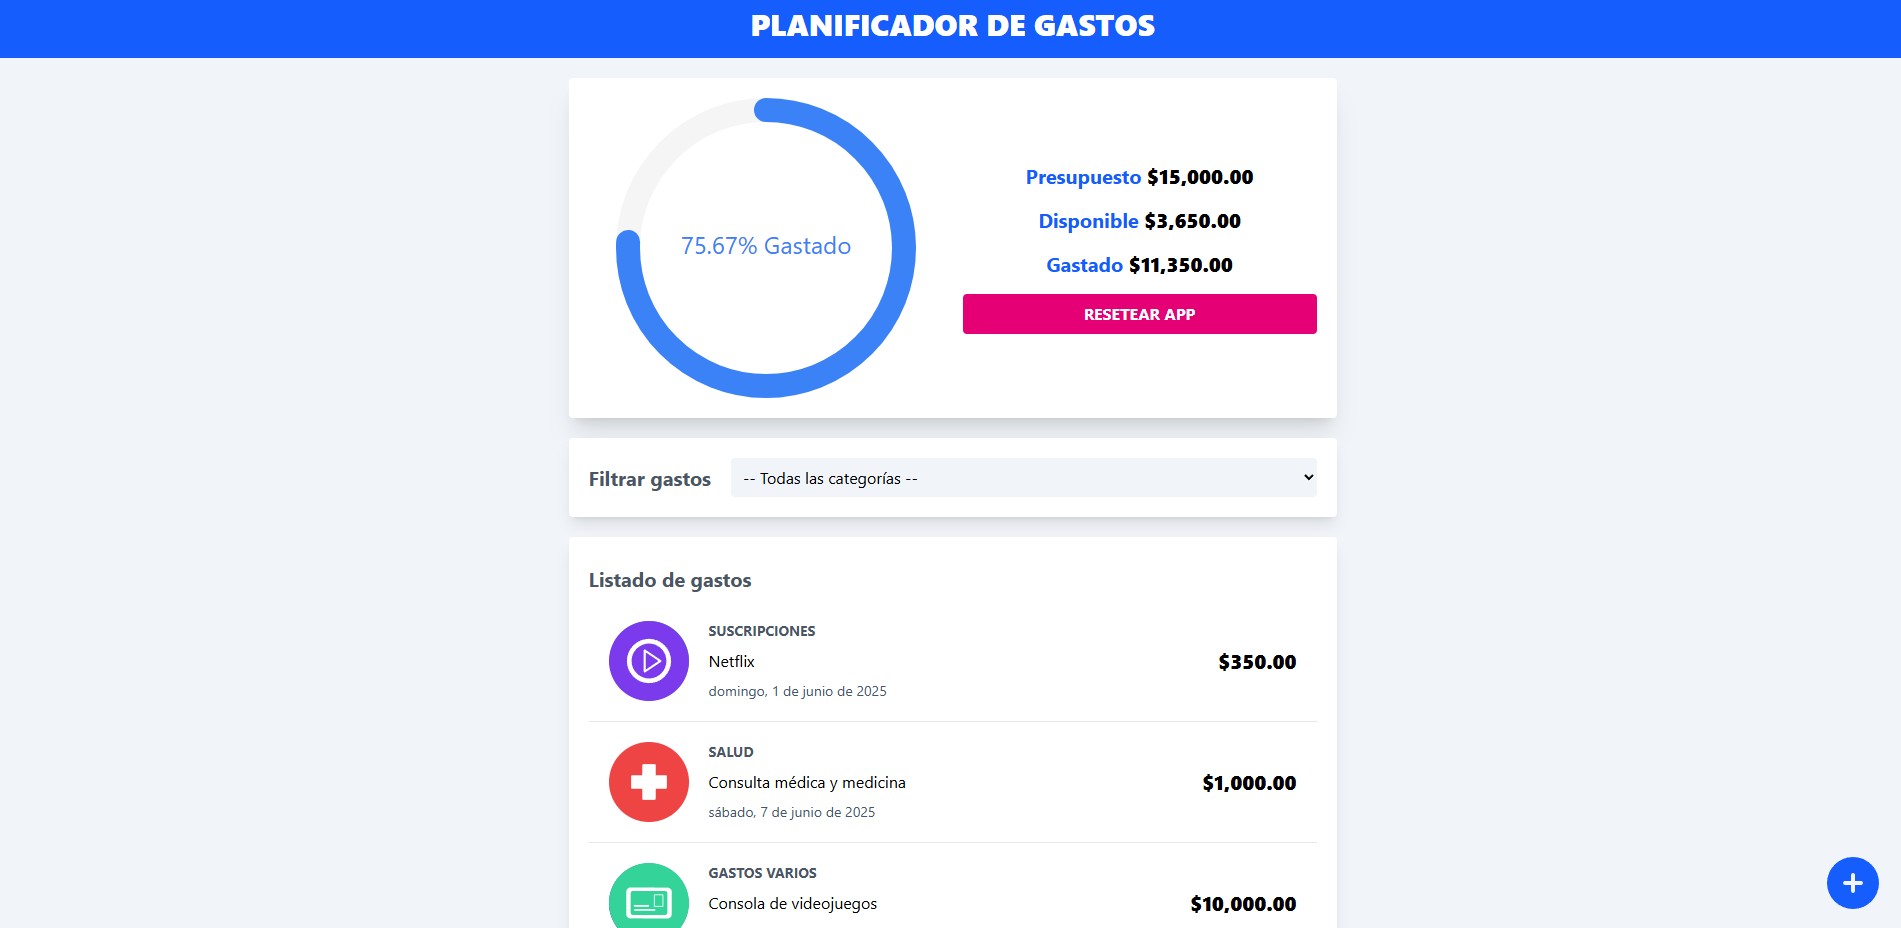 PLANIFICADOR DE GASTOS
75.67% Gastado
Presupuesto $15,000.00
Disponible $3,650.00
Gastado $11,350.00
RESETEAR APP
Filtrar gastos
-- Todas las categorías --
Listado de gastos
SUSCRIPCIONES
Netflix
$350.00
domingo, 1 de junio de 2025
SALUD
Consulta médica y medicina
$1,000.00
sábado, 7 de junio de 2025
GASTOS VARIOS
Consola de videojuegos
$10,000.00